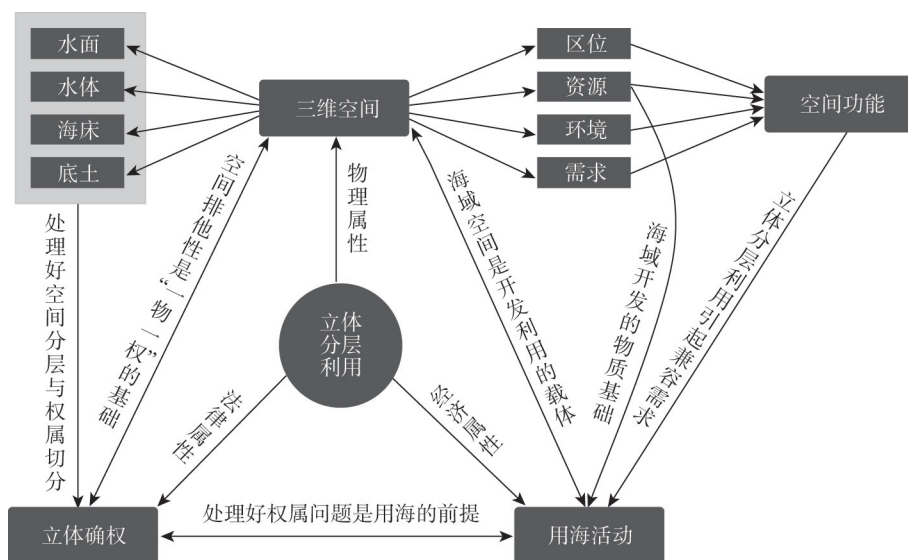 水面
水体
海床
底土
三维空间
区位
资源
环境
需求
空间功能
处理好空间分层与权属切分
空间排他性是“一物一权”的基础
物理属性
海域空间是开发利用的载体
海域开发的物质基础
立体分层利用引起兼容需求
立体
分层
利用
法律属性
经济属性
立体确权
处理好权属问题是用海的前提
用海活动